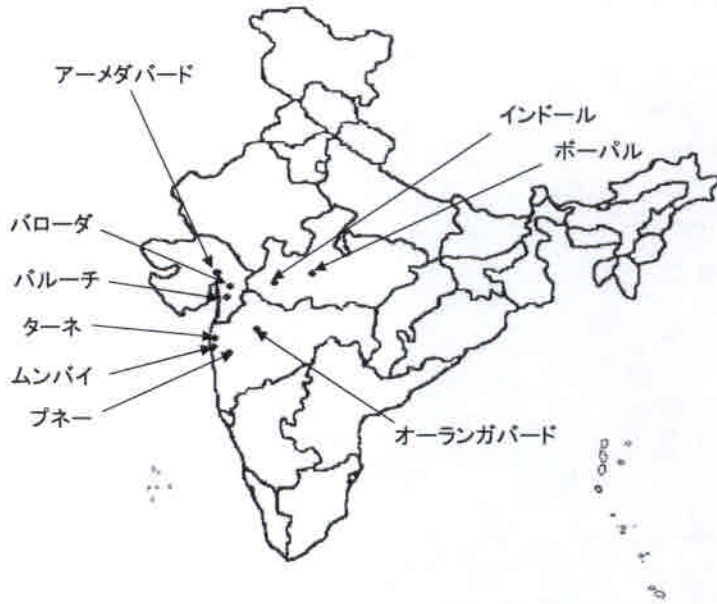 アーメダバード
インドール
ボーパル
バローダ
バルーチ
ターネ
ムンバイ
プネー
オーランガバード